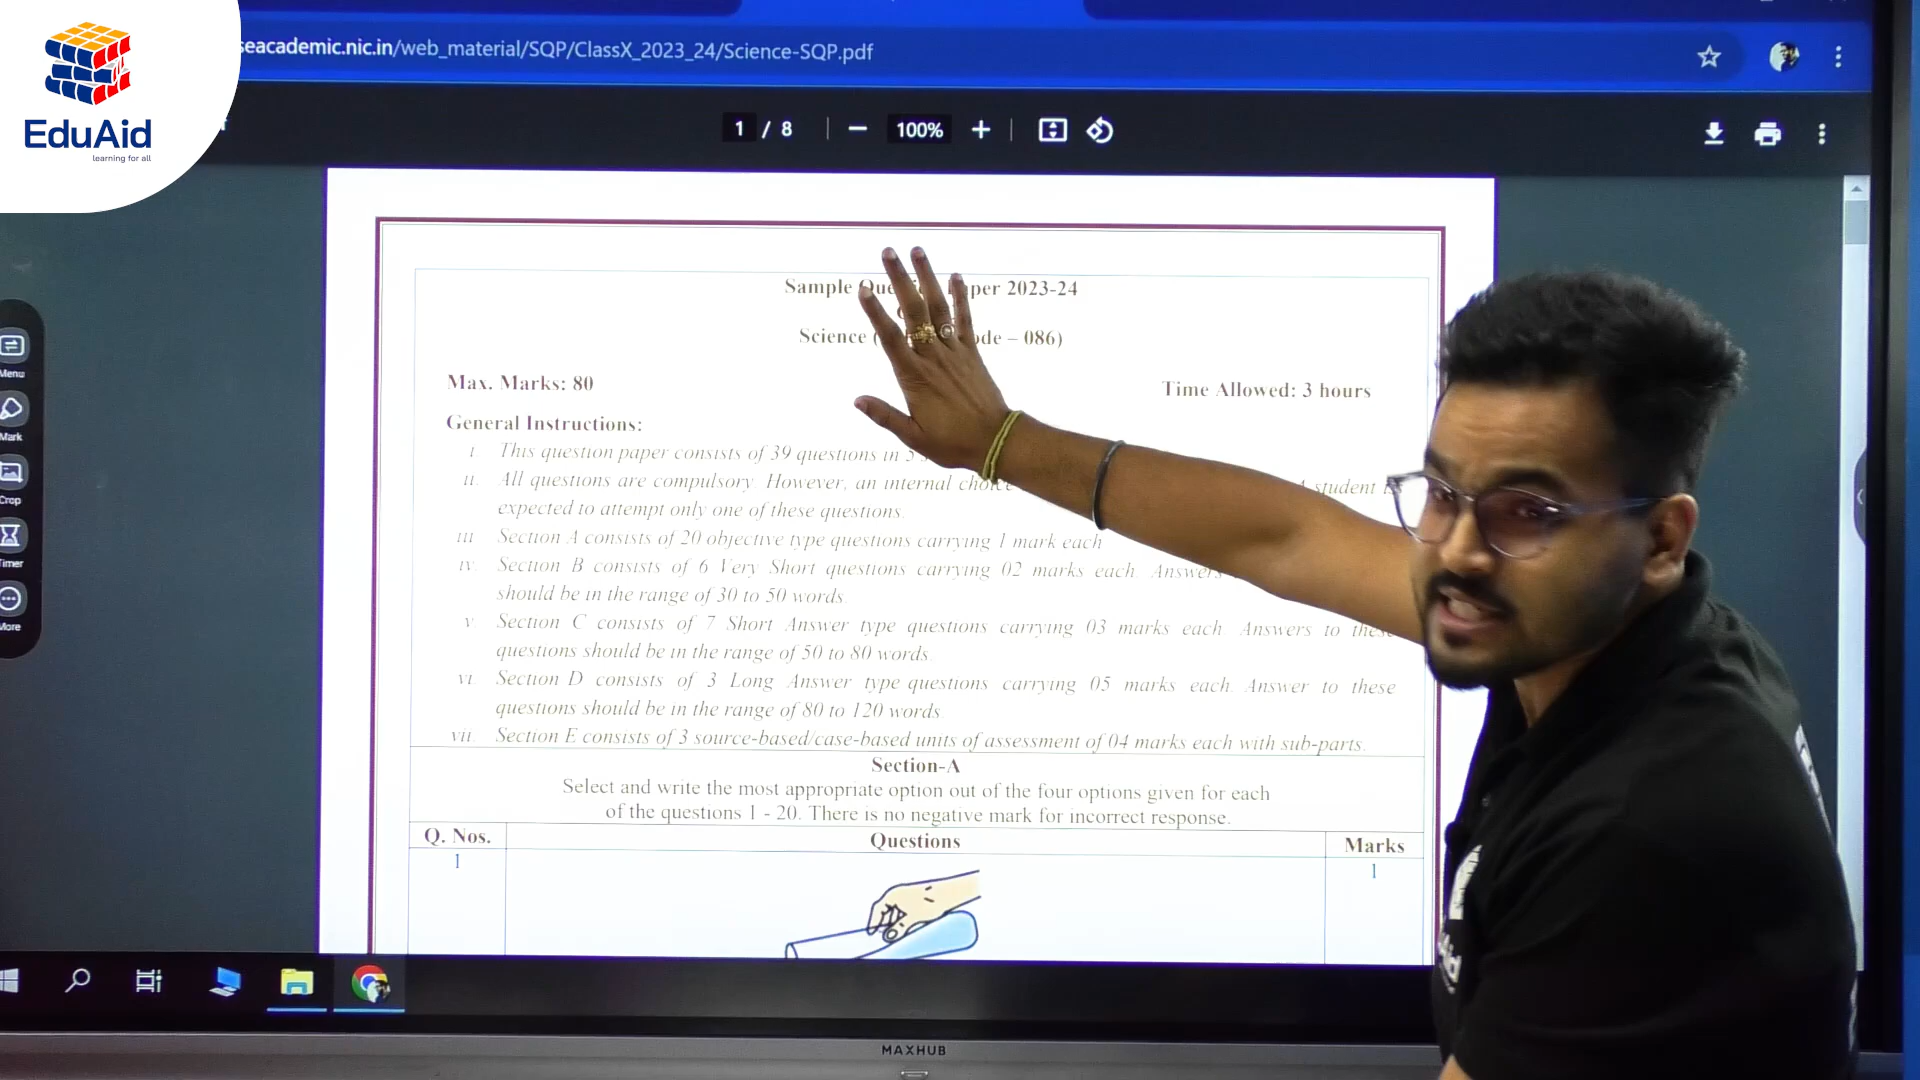 EduAid
learning for all
seacademic.nic.in/web_material/SQP/ClassX_2023_24/Science-SQP.pdf
1 / 8
100%
Sample Paper 2023-24
Science ( – 086)
Max. Marks: 80
Time Allowed: 3 hours
General Instructions:
i. This question paper consists of 39 questions in 5
ii. All questions are compulsory. However, an internal choice student is
expected to attempt only one of these questions.
iii. Section A consists of 20 objective type questions carrying 1 mark each
iv. Section B consists of 6 Very Short questions carrying 02 marks each. Answers
should be in the range of 30 to 50 words.
v. Section C consists of 7 Short Answer type questions carrying 03 marks each. Answers to these
questions should be in the range of 50 to 80 words.
vi. Section D consists of 3 Long Answer type questions carrying 05 marks each. Answer to these
questions should be in the range of 80 to 120 words.
vii. Section E consists of 3 source-based/case-based units of assessment of 04 marks each with sub-parts.
Section-A
Select and write the most appropriate option out of the four options given for each
of the questions 1 - 20. There is no negative mark for incorrect response.
Q. Nos. Questions Marks
1 1
Menu
Mark
Crop
Timer
More
MAXHUB